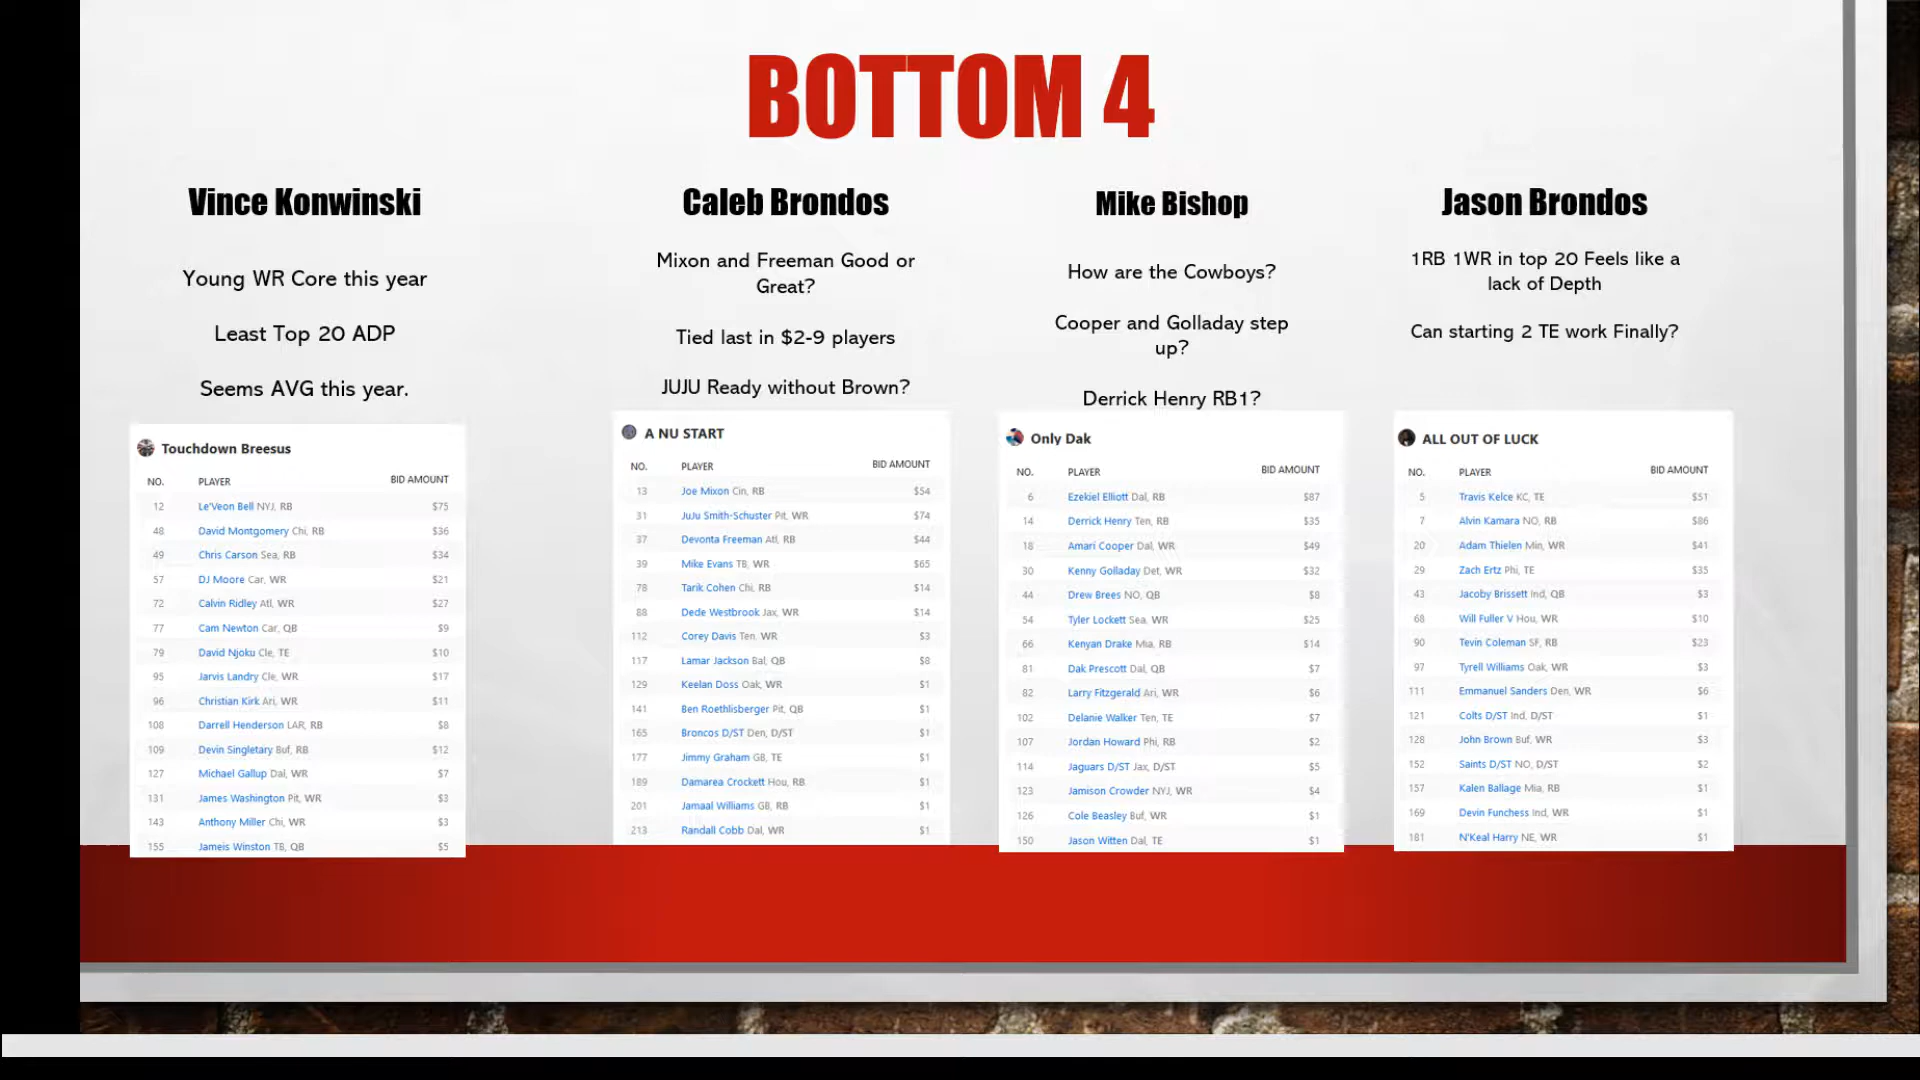 BOTTOM 4
Vince Konwinski
Young WR Core this year
Least Top 20 ADP
Seems AVG this year.
Touchdown Breesus
NO. PLAYER BID AMOUNT
12 Le'Veon Bell NYJ, RB $75
48 David Montgomery Chi, RB $36
49 Chris Carson Sea, RB $34
57 DJ Moore Car, WR $21
72 Calvin Ridley Atl, WR $27
77 Cam Newton Car, QB $9
79 David Njoku Cle, TE $10
95 Jarvis Landry Cle, WR $17
96 Christian Kirk Ari, WR $11
108 Darrell Henderson LAR, RB $8
109 Devin Singletary Buf, RB $12
127 Michael Gallup Dal, WR $7
131 James Washington Pit, WR $3
143 Anthony Miller Chi, WR $3
155 Jameis Winston TB, QB $5
Caleb Brondos
Mixon and Freeman Good or
Great?
Tied last in $2-9 players
JUJU Ready without Brown?
A NU START
NO. PLAYER BID AMOUNT
13 Joe Mixon Cin, RB $54
31 JuJu Smith-Schuster Pit, WR $74
37 Devonta Freeman Atl, RB $44
39 Mike Evans TB, WR $65
78 Tarik Cohen Chi, RB $14
88 Dede Westbrook Jax, WR $14
112 Corey Davis Ten, WR $3
117 Lamar Jackson Bal, QB $8
129 Keelan Doss Oak, WR $1
141 Ben Roethlisberger Pit, QB $1
165 Broncos D/ST Den, D/ST $1
177 Jimmy Graham GB, TE $1
189 Damarea Crockett Hou, RB $1
201 Jamaal Williams GB, RB $1
213 Randall Cobb Dal, WR $1
Mike Bishop
How are the Cowboys?
Cooper and Golladay step
up?
Derrick Henry RB1?
Only Dak
NO. PLAYER BID AMOUNT
6 Ezekiel Elliott Dal, RB $87
14 Derrick Henry Ten, RB $35
18 Amari Cooper Dal, WR $49
30 Kenny Golladay Det, WR $32
44 Drew Brees NO, QB $8
54 Tyler Lockett Sea, WR $25
66 Kenyan Drake Mia, RB $14
81 Dak Prescott Dal, QB $7
82 Larry Fitzgerald Ari, WR $6
102 Delanie Walker Ten, TE $7
107 Jordan Howard Phi, RB $2
114 Jaguars D/ST Jax, D/ST $5
123 Jamison Crowder NYJ, WR $4
126 Cole Beasley Buf, WR $1
150 Jason Witten Dal, TE $1
Jason Brondos
1RB 1WR in top 20 Feels like a
lack of Depth
Can starting 2 TE work Finally?
ALL OUT OF LUCK
NO. PLAYER BID AMOUNT
5 Travis Kelce KC, TE $51
7 Alvin Kamara NO, RB $86
20 Adam Thielen Min, WR $41
29 Zach Ertz Phi, TE $35
43 Jacoby Brissett Ind, QB $3
68 Will Fuller V Hou, WR $10
90 Tevin Coleman SF, RB $23
97 Tyrell Williams Oak, WR $3
111 Emmanuel Sanders Den, WR $6
121 Colts D/ST Ind, D/ST $1
128 John Brown Buf, WR $3
152 Saints D/ST NO, D/ST $2
157 Kalen Ballage Mia, RB $1
169 Devin Funchess Ind, WR $1
181 N'Keal Harry NE, WR $1